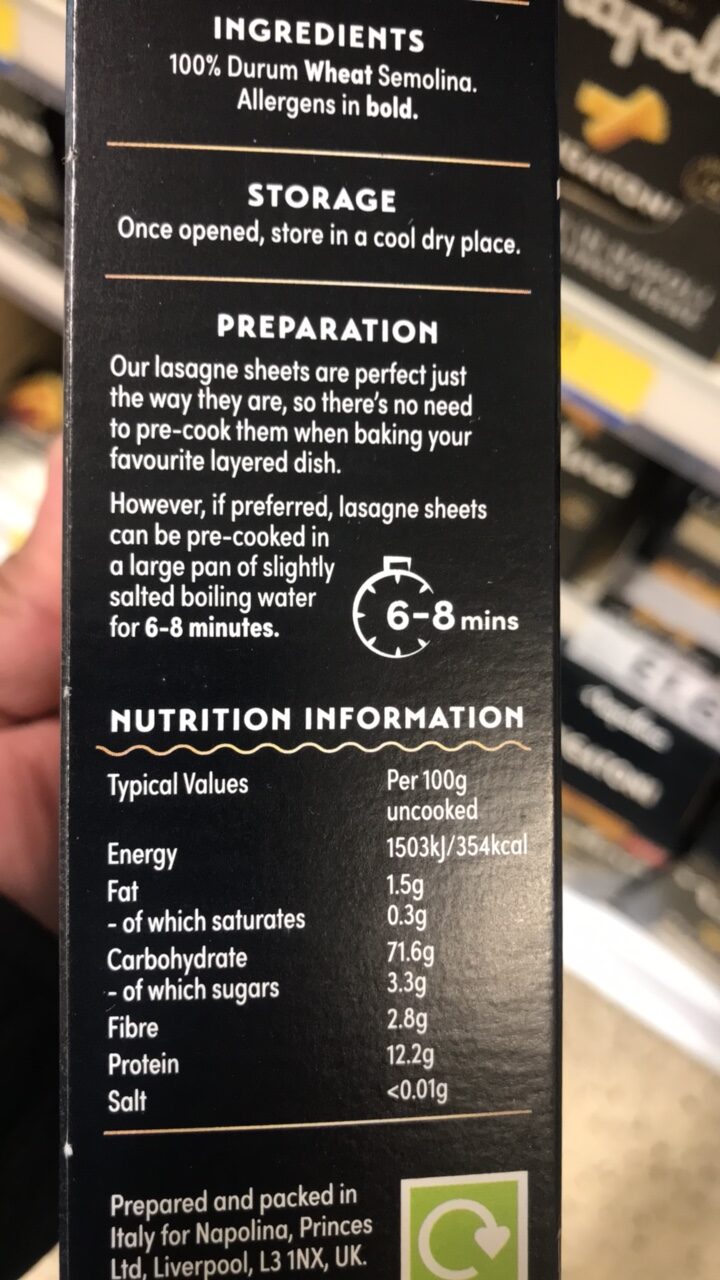 INGREDIENTS
100% Durum Wheat Semolina.
Allergens in bold.
STORAGE
Once opened, store in a cool dry place.
PREPARATION
Our lasagne sheets are perfect just
the way they are, so there's no need
to pre-cook them when baking your
favourite layered dish.
However, if preferred, lasagne sheets
can be pre-cooked in
a large pan of slightly
salted boiling water
for 6-8 minutes.
6-8 mins
NUTRITION INFORMATION
Typical Values Per 100g
uncooked
Energy 1503kJ/354kcal
Fat 1.5g
- of which saturates 0.3g
Carbohydrate 71.6g
- of which sugars 3.3g
Fibre 2.8g
Protein 12.2g
Salt <0.01g
Prepared and packed in
Italy for Napolina, Princes
Ltd, Liverpool, L3 1NX, UK.